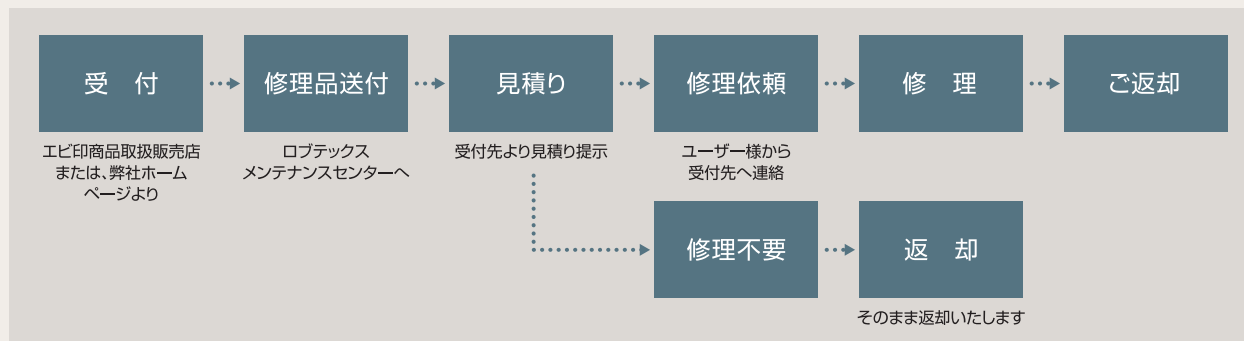 受　付
修理品送付
見積り
修理依頼
修　理
ご返却
エビ印商品取扱販売店
または、弊社ホーム
ページより
ロブテックス
メンテナンスセンターへ
受付先より見積り提示
ユーザー様から
受付先へ連絡
修理不要
返　却
そのまま返却いたします